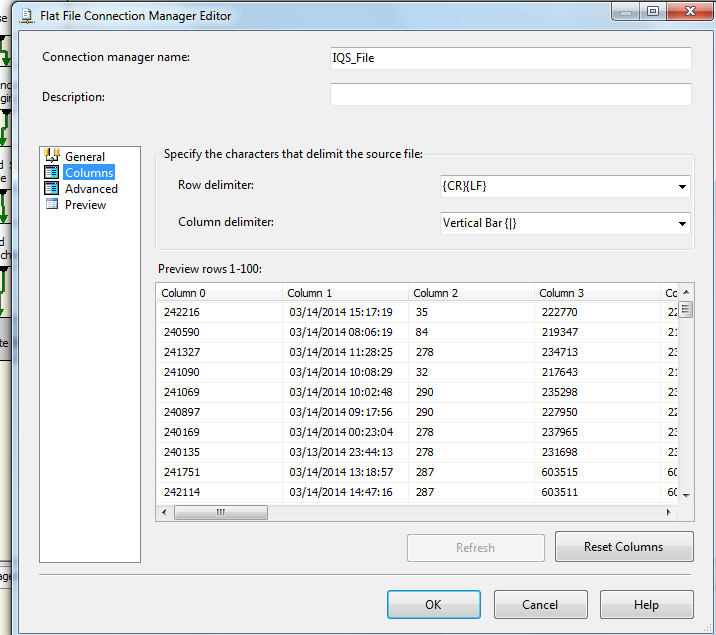 Flat File Connection Manager Editor
Connection manager name: IQS_File
Description:
General
Columns
Advanced
Preview
Specify the characters that delimit the source file:
Row delimiter: {CR}{LF}
Column delimiter: Vertical Bar {|}
Preview rows 1-100:
Column 0 Column 1 Column 2 Column 3 Co
242216 03/14/2014 15:17:19 35 222770 22
240590 03/14/2014 08:06:19 84 219347 21
241327 03/14/2014 11:28:25 278 234713 23
241090 03/14/2014 10:08:29 32 217643 21
241069 03/14/2014 10:02:48 290 235298 23
240897 03/14/2014 09:17:56 290 227950 22
240169 03/14/2014 00:23:04 278 237965 23
240135 03/13/2014 23:44:13 278 231698 23
241751 03/14/2014 13:18:57 287 603515 60
242114 03/14/2014 14:47:16 287 603511 60
Refresh Reset Columns
OK Cancel Help